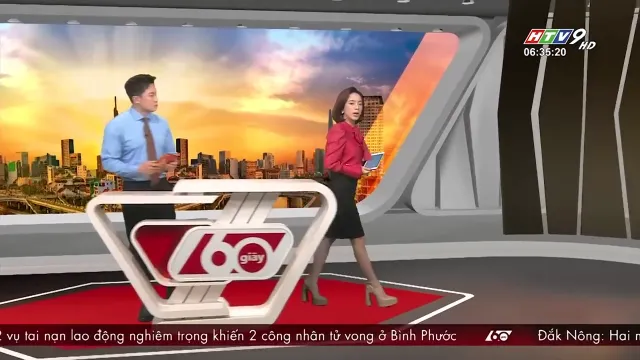 HTV9 HD
06:35:20
60 giây
2 vụ tai nạn lao động nghiêm trọng khiến 2 công nhân tử vong ở Bình Phước 60 Đắk Nông: Hai